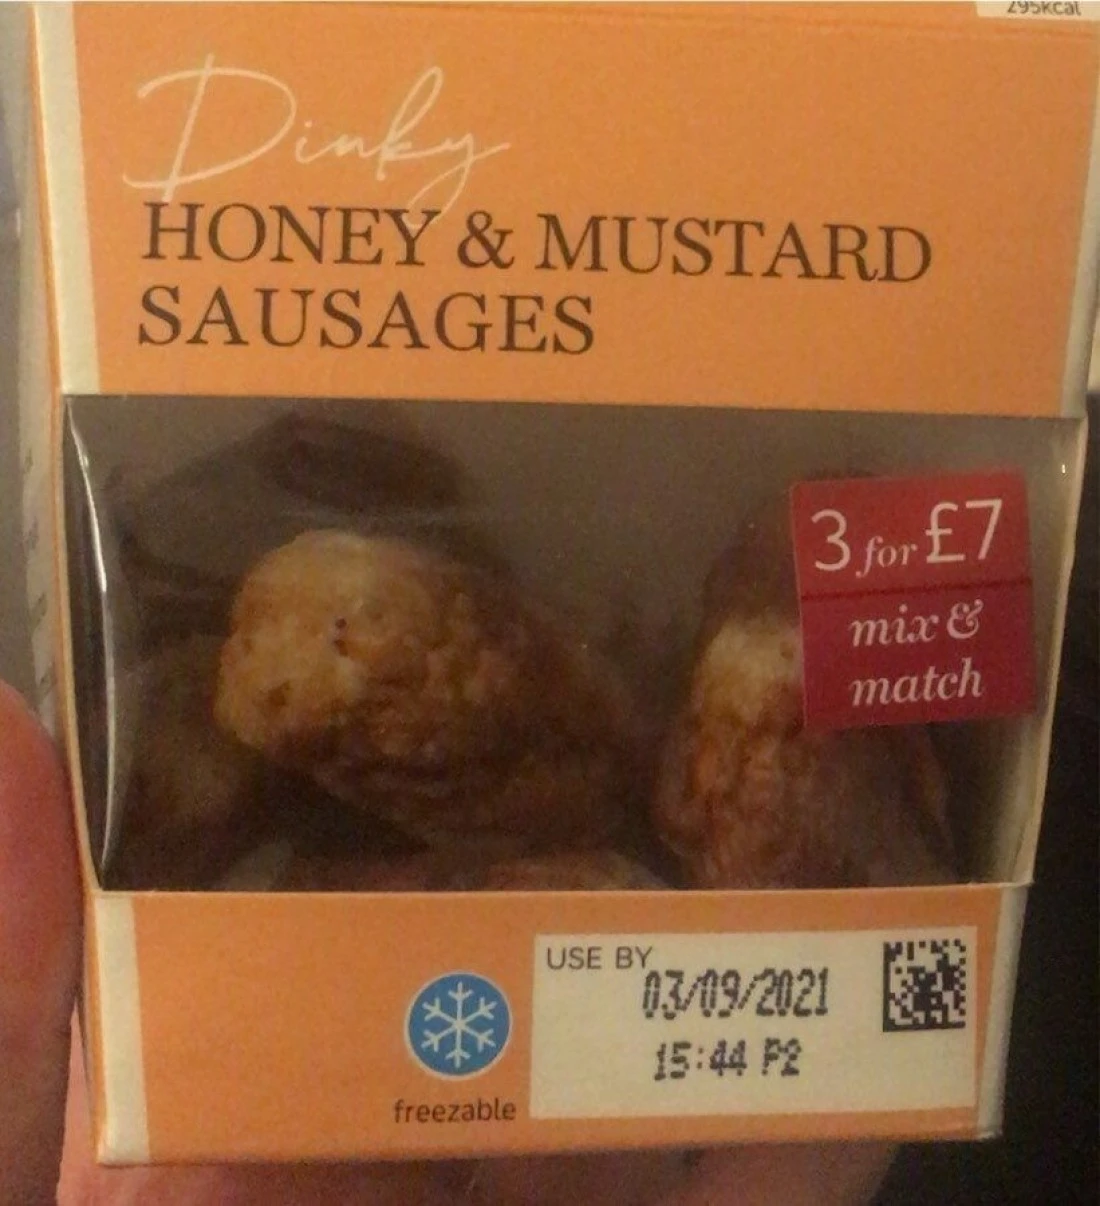 295kcal
Dinky
HONEY & MUSTARD
SAUSAGES
3 for £7
mix &
match
USE BY
03/09/2021
15:44 P2
freezable